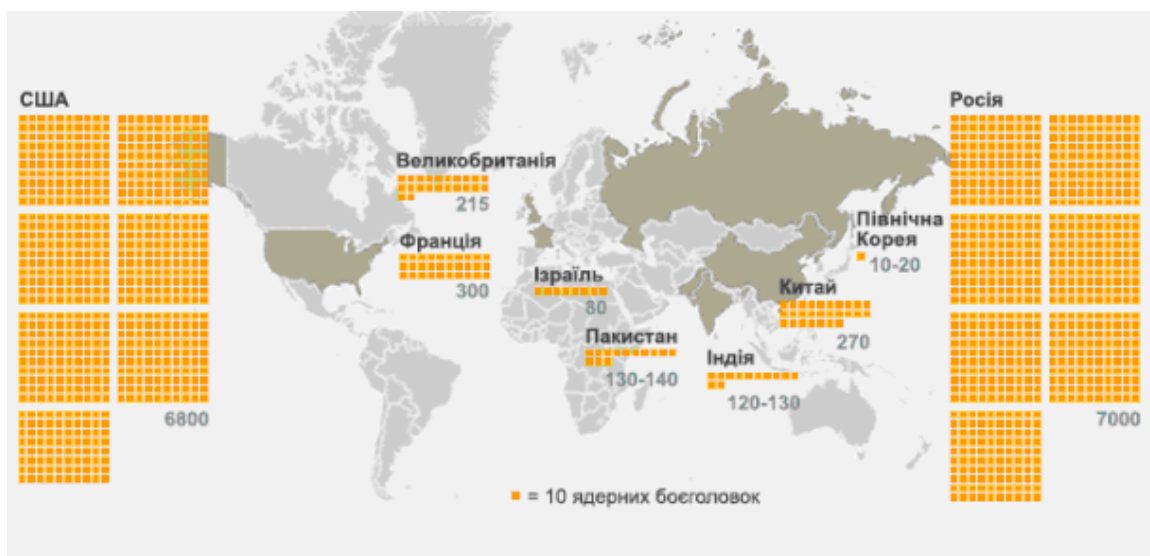 США
6800
Великобританія
215
Франція
300
Ізраїль
80
Пакистан
130-140
Індія
120-130
Китай
270
Північна
Корея
10-20
Росія
7000
= 10 ядерних боєголовок